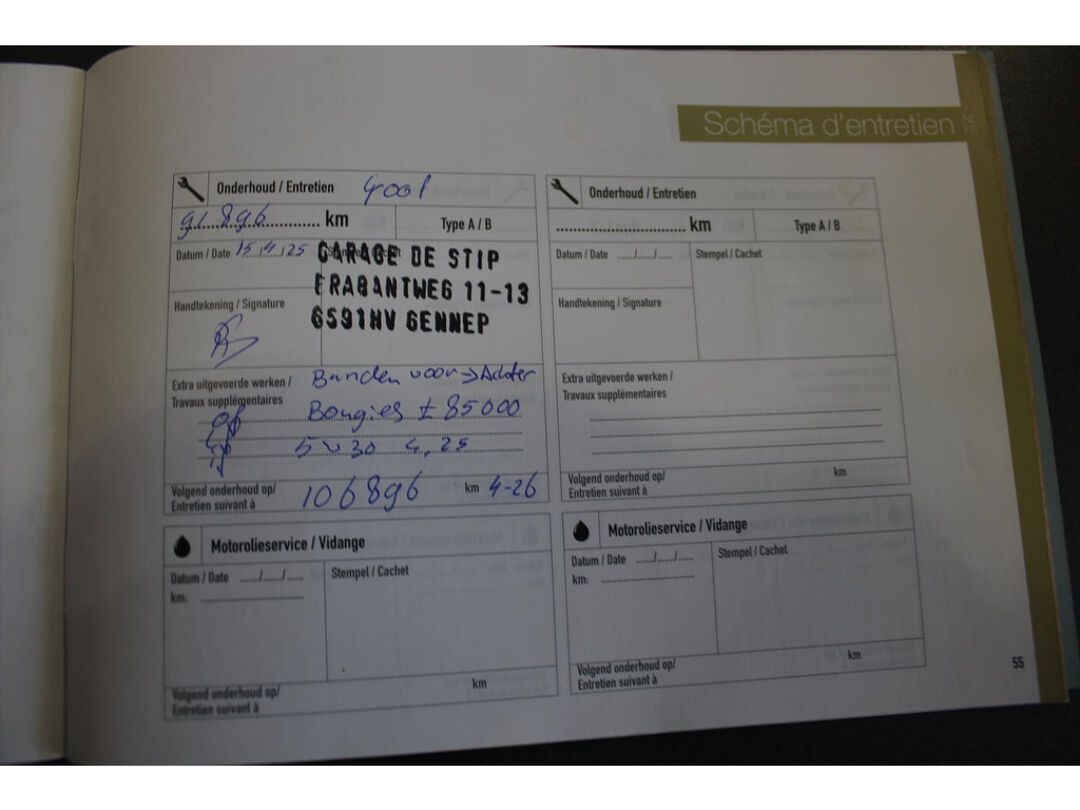 Schéma d'entretien
NL
FR
Onderhoud / Entretien
91.896 km
Type A / B
Datum / Date 15/4/25
GARAGE DE STIP
BRABANTWEG 11-13
6591HV GENNEP
Handtekening / Signature
Extra uitgevoerde werken /
Travaux supplémentaires
Banden voor -> Achter
Bougies ± 85000
5w30 4,25
Volgend onderhoud op/
Entretien suivant à
106896 km 4-26
Motorolieservice / Vidange
Datum / Date ..../..../....
Stempel / Cachet
km:
Volgend onderhoud op/
Entretien suivant à
km
Onderhoud / Entretien
km
Type A / B
Datum / Date ..../..../....
Stempel / Cachet
Handtekening / Signature
Extra uitgevoerde werken /
Travaux supplémentaires
Volgend onderhoud op/
Entretien suivant à
km
Motorolieservice / Vidange
Datum / Date ..../..../....
Stempel / Cachet
km:
Volgend onderhoud op/
Entretien suivant à
km
55